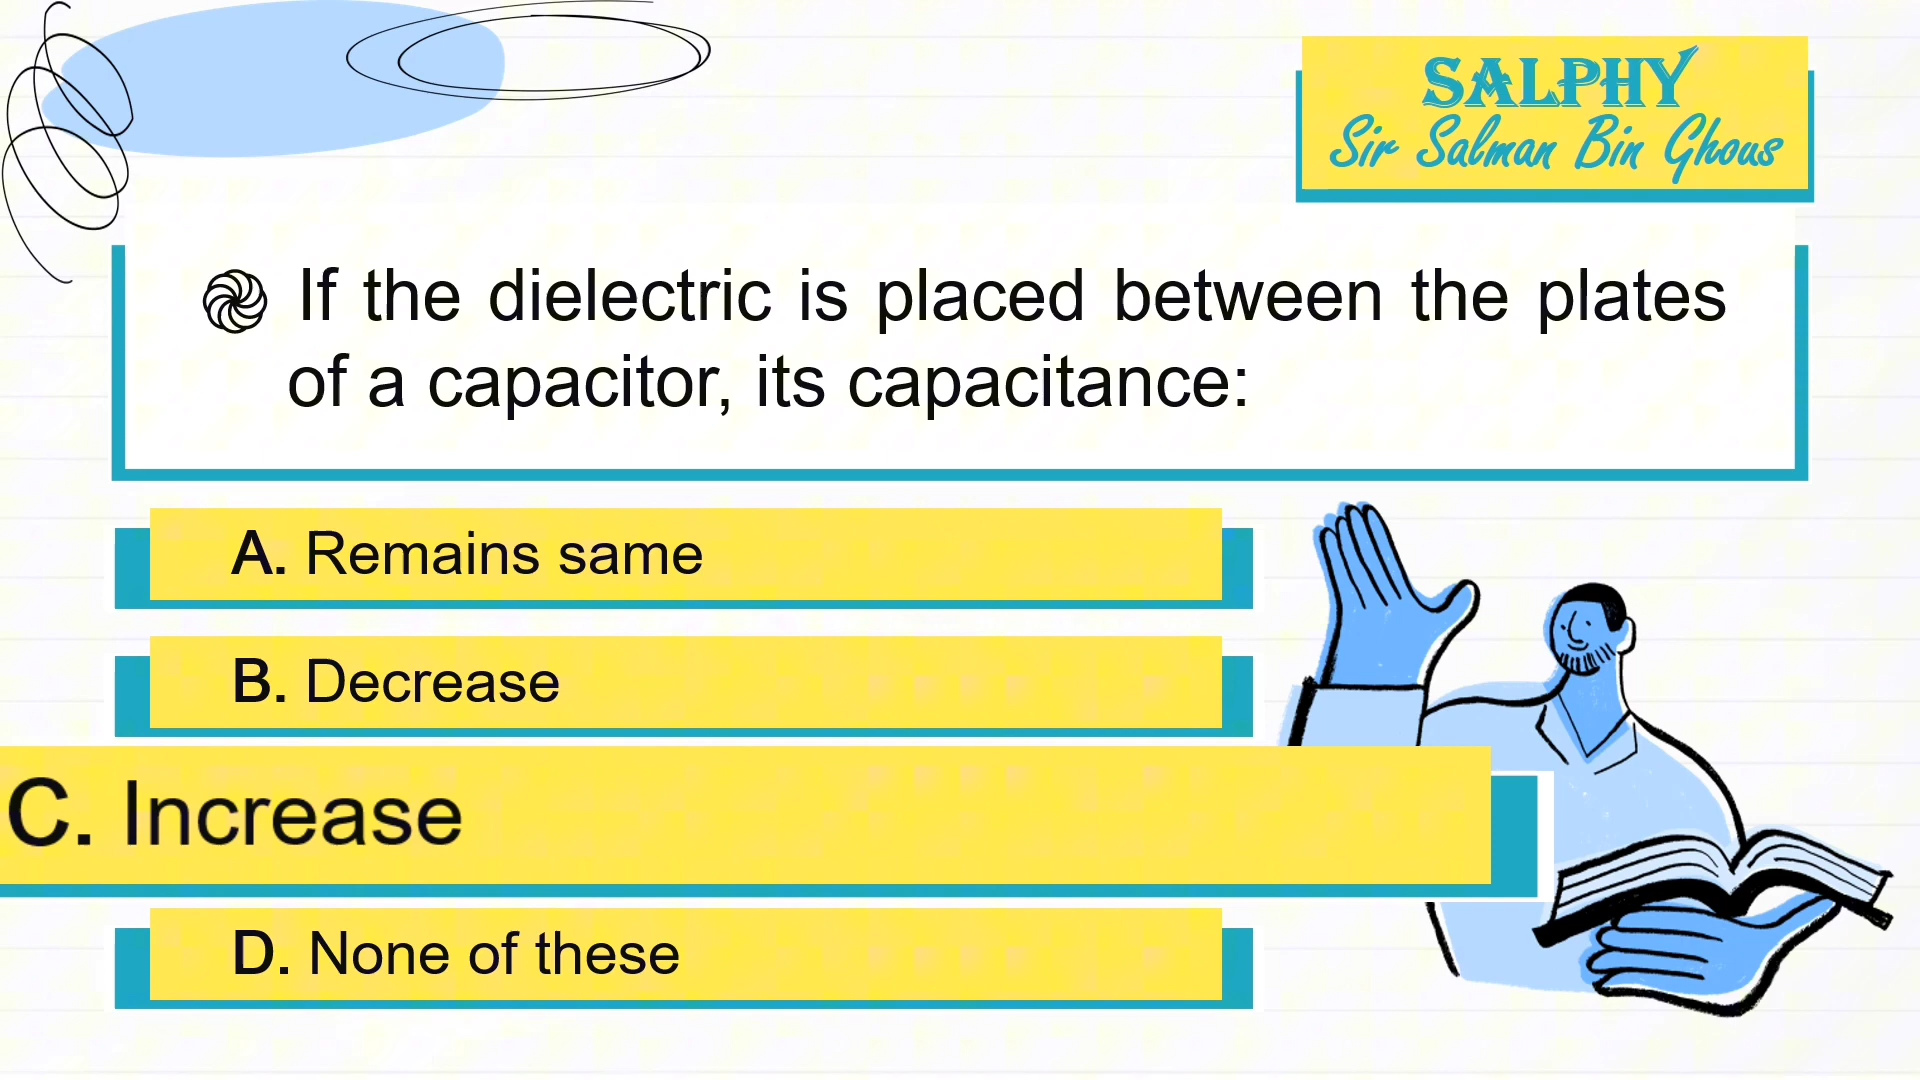 SALPHY
Sir Salman Bin Ghous
If the dielectric is placed between the plates
of a capacitor, its capacitance:
A. Remains same
B. Decrease
C. Increase
D. None of these